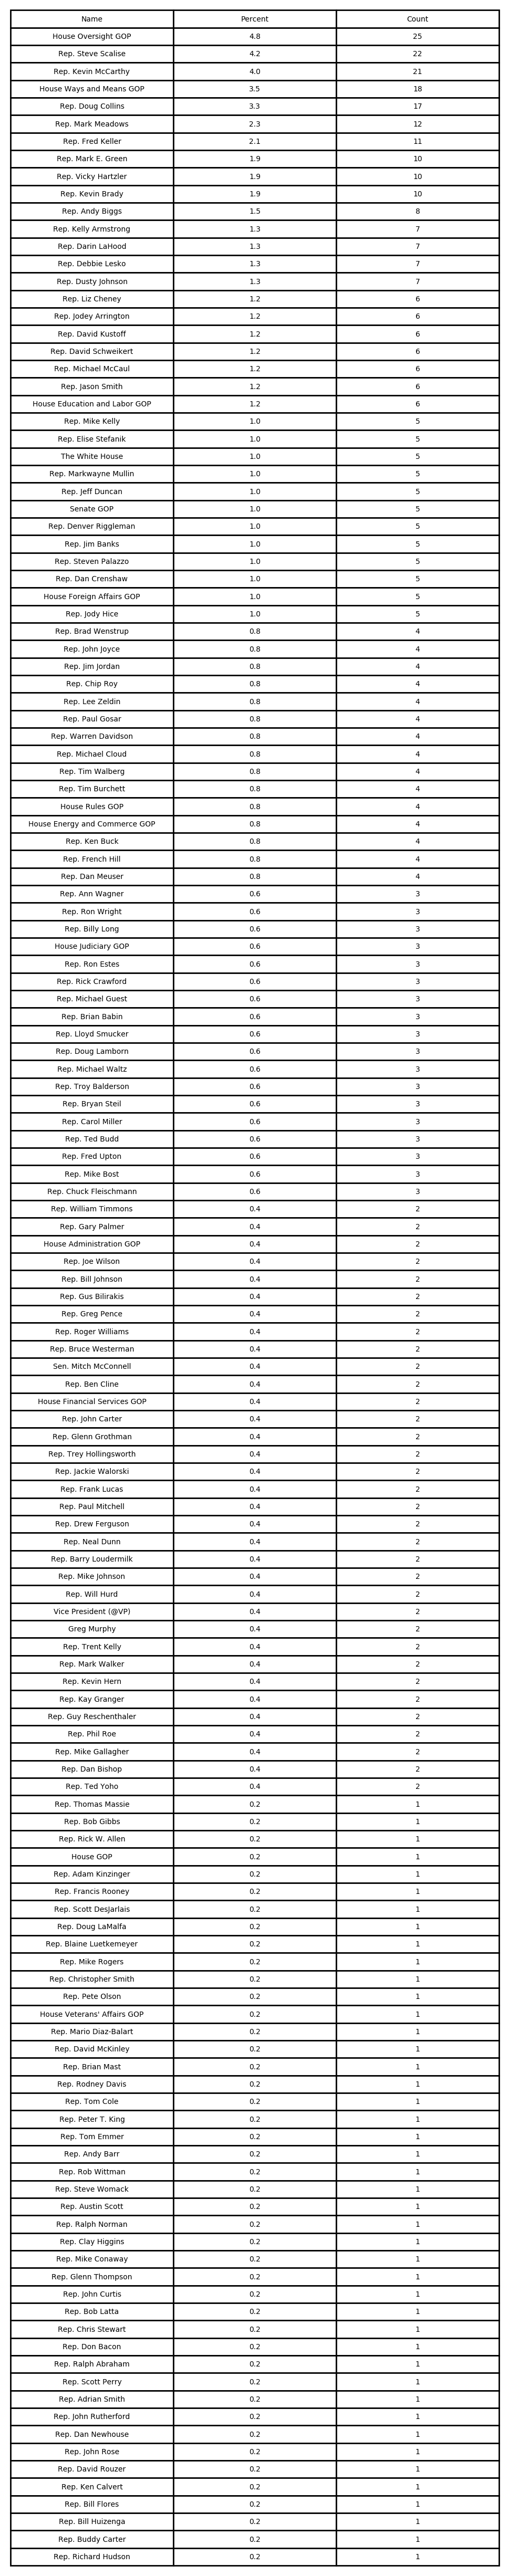 Name Percent Count
House Oversight GOP 4.8 25
Rep. Steve Scalise 4.2 22
Rep. Kevin McCarthy 4.0 21
House Ways and Means GOP 3.5 18
Rep. Doug Collins 3.3 17
Rep. Mark Meadows 2.3 12
Rep. Fred Keller 2.1 11
Rep. Mark E. Green 1.9 10
Rep. Vicky Hartzler 1.9 10
Rep. Kevin Brady 1.9 10
Rep. Andy Biggs 1.5 8
Rep. Kelly Armstrong 1.3 7
Rep. Darin LaHood 1.3 7
Rep. Debbie Lesko 1.3 7
Rep. Dusty Johnson 1.3 7
Rep. Liz Cheney 1.2 6
Rep. Jodey Arrington 1.2 6
Rep. David Kustoff 1.2 6
Rep. David Schweikert 1.2 6
Rep. Michael McCaul 1.2 6
Rep. Jason Smith 1.2 6
House Education and Labor GOP 1.2 6
Rep. Mike Kelly 1.0 5
Rep. Elise Stefanik 1.0 5
The White House 1.0 5
Rep. Markwayne Mullin 1.0 5
Rep. Jeff Duncan 1.0 5
Senate GOP 1.0 5
Rep. Denver Riggleman 1.0 5
Rep. Jim Banks 1.0 5
Rep. Steven Palazzo 1.0 5
Rep. Dan Crenshaw 1.0 5
House Foreign Affairs GOP 1.0 5
Rep. Jody Hice 1.0 5
Rep. Brad Wenstrup 0.8 4
Rep. John Joyce 0.8 4
Rep. Jim Jordan 0.8 4
Rep. Chip Roy 0.8 4
Rep. Lee Zeldin 0.8 4
Rep. Paul Gosar 0.8 4
Rep. Warren Davidson 0.8 4
Rep. Michael Cloud 0.8 4
Rep. Tim Walberg 0.8 4
Rep. Tim Burchett 0.8 4
House Rules GOP 0.8 4
House Energy and Commerce GOP 0.8 4
Rep. Ken Buck 0.8 4
Rep. French Hill 0.8 4
Rep. Dan Meuser 0.8 4
Rep. Ann Wagner 0.6 3
Rep. Ron Wright 0.6 3
Rep. Billy Long 0.6 3
House Judiciary GOP 0.6 3
Rep. Ron Estes 0.6 3
Rep. Rick Crawford 0.6 3
Rep. Michael Guest 0.6 3
Rep. Brian Babin 0.6 3
Rep. Lloyd Smucker 0.6 3
Rep. Doug Lamborn 0.6 3
Rep. Michael Waltz 0.6 3
Rep. Troy Balderson 0.6 3
Rep. Bryan Steil 0.6 3
Rep. Carol Miller 0.6 3
Rep. Ted Budd 0.6 3
Rep. Fred Upton 0.6 3
Rep. Mike Bost 0.6 3
Rep. Chuck Fleischmann 0.6 3
Rep. William Timmons 0.4 2
Rep. Gary Palmer 0.4 2
House Administration GOP 0.4 2
Rep. Joe Wilson 0.4 2
Rep. Bill Johnson 0.4 2
Rep. Gus Bilirakis 0.4 2
Rep. Greg Pence 0.4 2
Rep. Roger Williams 0.4 2
Rep. Bruce Westerman 0.4 2
Sen. Mitch McConnell 0.4 2
Rep. Ben Cline 0.4 2
House Financial Services GOP 0.4 2
Rep. John Carter 0.4 2
Rep. Glenn Grothman 0.4 2
Rep. Trey Hollingsworth 0.4 2
Rep. Jackie Walorski 0.4 2
Rep. Frank Lucas 0.4 2
Rep. Paul Mitchell 0.4 2
Rep. Drew Ferguson 0.4 2
Rep. Neal Dunn 0.4 2
Rep. Barry Loudermilk 0.4 2
Rep. Mike Johnson 0.4 2
Rep. Will Hurd 0.4 2
Vice President (@VP) 0.4 2
Greg Murphy 0.4 2
Rep. Trent Kelly 0.4 2
Rep. Mark Walker 0.4 2
Rep. Kevin Hern 0.4 2
Rep. Kay Granger 0.4 2
Rep. Guy Reschenthaler 0.4 2
Rep. Phil Roe 0.4 2
Rep. Mike Gallagher 0.4 2
Rep. Dan Bishop 0.4 2
Rep. Ted Yoho 0.4 2
Rep. Thomas Massie 0.2 1
Rep. Bob Gibbs 0.2 1
Rep. Rick W. Allen 0.2 1
House GOP 0.2 1
Rep. Adam Kinzinger 0.2 1
Rep. Francis Rooney 0.2 1
Rep. Scott DesJarlais 0.2 1
Rep. Doug LaMalfa 0.2 1
Rep. Blaine Luetkemeyer 0.2 1
Rep. Mike Rogers 0.2 1
Rep. Christopher Smith 0.2 1
Rep. Pete Olson 0.2 1
House Veterans' Affairs GOP 0.2 1
Rep. Mario Diaz-Balart 0.2 1
Rep. David McKinley 0.2 1
Rep. Brian Mast 0.2 1
Rep. Rodney Davis 0.2 1
Rep. Tom Cole 0.2 1
Rep. Peter T. King 0.2 1
Rep. Tom Emmer 0.2 1
Rep. Andy Barr 0.2 1
Rep. Rob Wittman 0.2 1
Rep. Steve Womack 0.2 1
Rep. Austin Scott 0.2 1
Rep. Ralph Norman 0.2 1
Rep. Clay Higgins 0.2 1
Rep. Mike Conaway 0.2 1
Rep. Glenn Thompson 0.2 1
Rep. John Curtis 0.2 1
Rep. Bob Latta 0.2 1
Rep. Chris Stewart 0.2 1
Rep. Don Bacon 0.2 1
Rep. Ralph Abraham 0.2 1
Rep. Scott Perry 0.2 1
Rep. Adrian Smith 0.2 1
Rep. John Rutherford 0.2 1
Rep. Dan Newhouse 0.2 1
Rep. John Rose 0.2 1
Rep. David Rouzer 0.2 1
Rep. Ken Calvert 0.2 1
Rep. Bill Flores 0.2 1
Rep. Bill Huizenga 0.2 1
Rep. Buddy Carter 0.2 1
Rep. Richard Hudson 0.2 1